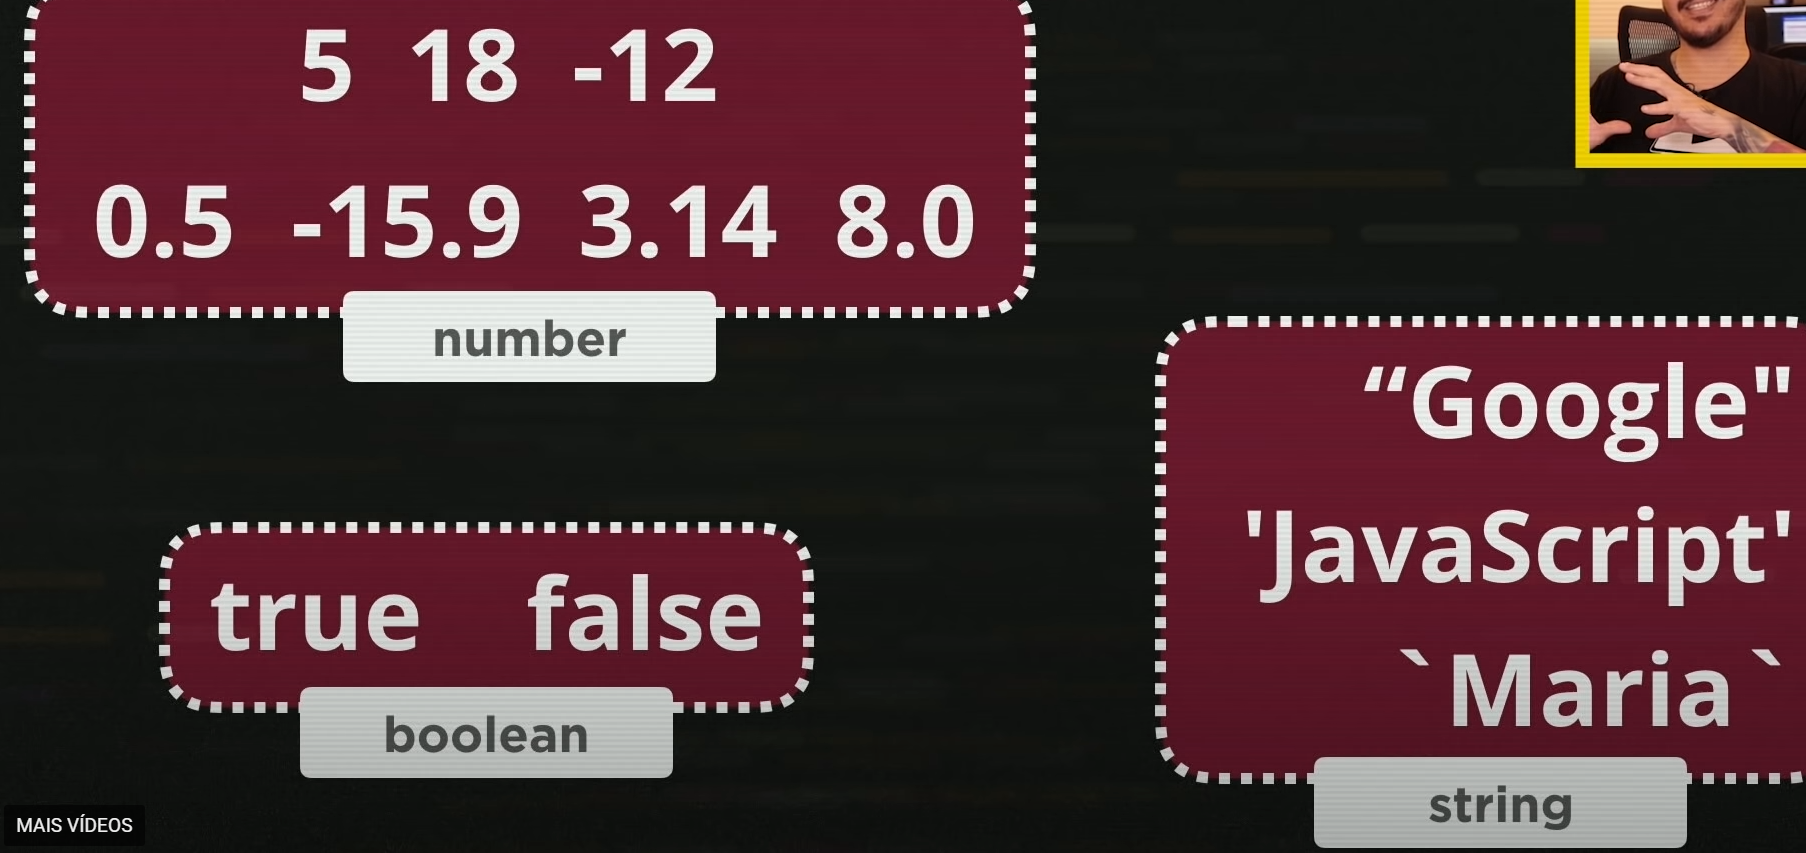 5 18 -12
0.5 -15.9 3.14 8.0
number
true false
boolean
“Google"
'JavaScript'
`Maria`
string
MAIS VÍDEOS